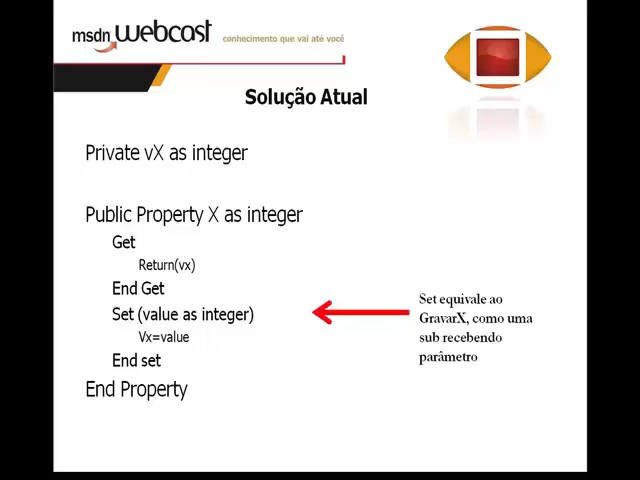 msdn webcast conhecimento que vai até você
Solução Atual
Private vX as integer
Public Property X as integer
Get
Return(vx)
End Get
Set (value as integer)
Vx=value
End set
End Property
Set equivale ao
GravarX, como uma
sub recebendo
parâmetro